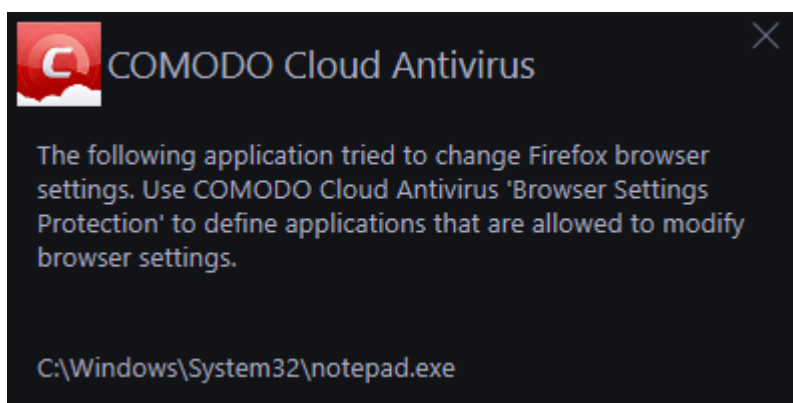 COMODO Cloud Antivirus
The following application tried to change Firefox browser
settings. Use COMODO Cloud Antivirus 'Browser Settings
Protection' to define applications that are allowed to modify
browser settings.
C:\Windows\System32\notepad.exe